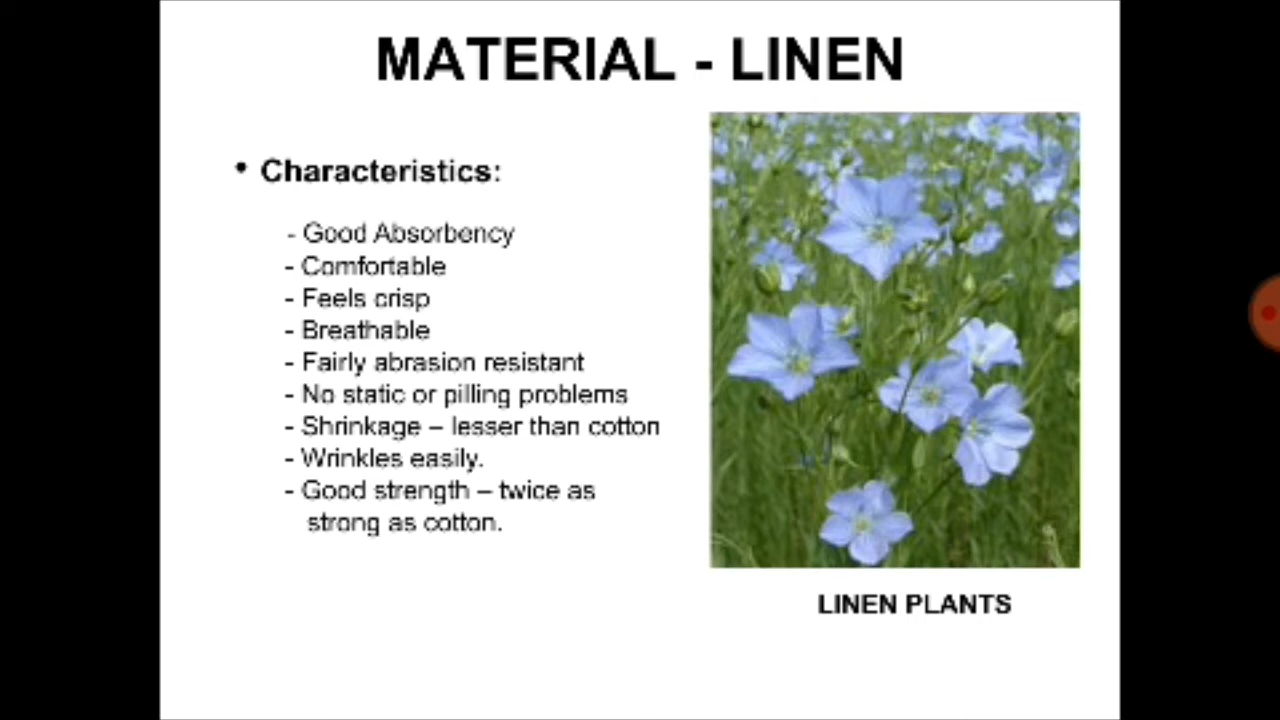 MATERIAL - LINEN
• Characteristics:
- Good Absorbency
- Comfortable
- Feels crisp
- Breathable
- Fairly abrasion resistant
- No static or pilling problems
- Shrinkage – lesser than cotton
- Wrinkles easily.
- Good strength – twice as
strong as cotton.
LINEN PLANTS